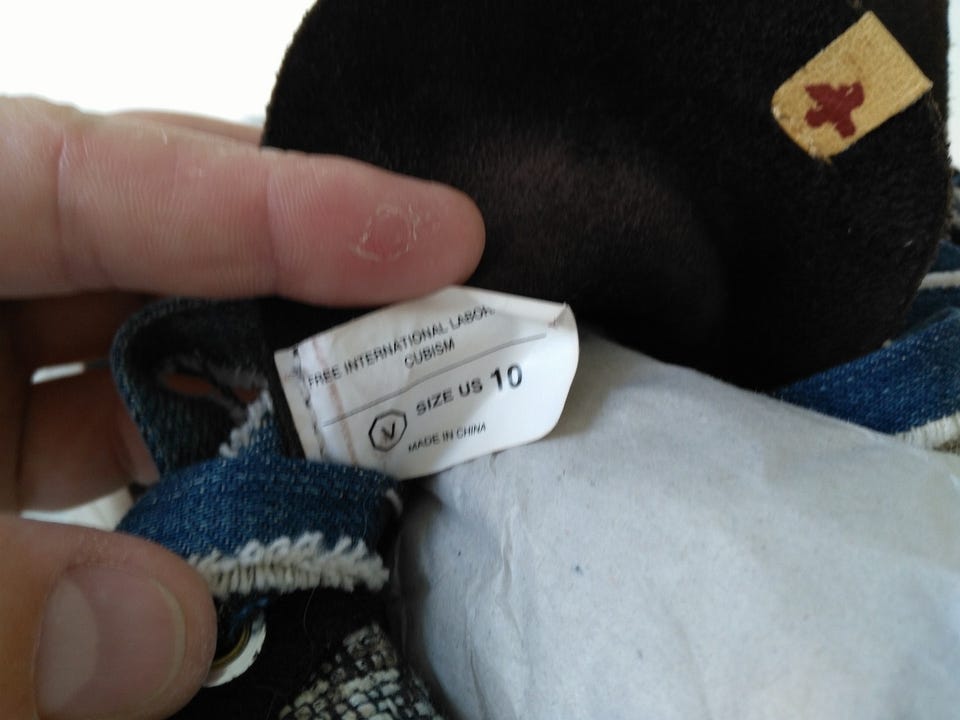 FREE INTERNATIONAL LABOR.
CUBISM
SIZE US 10
V
MADE IN CHINA